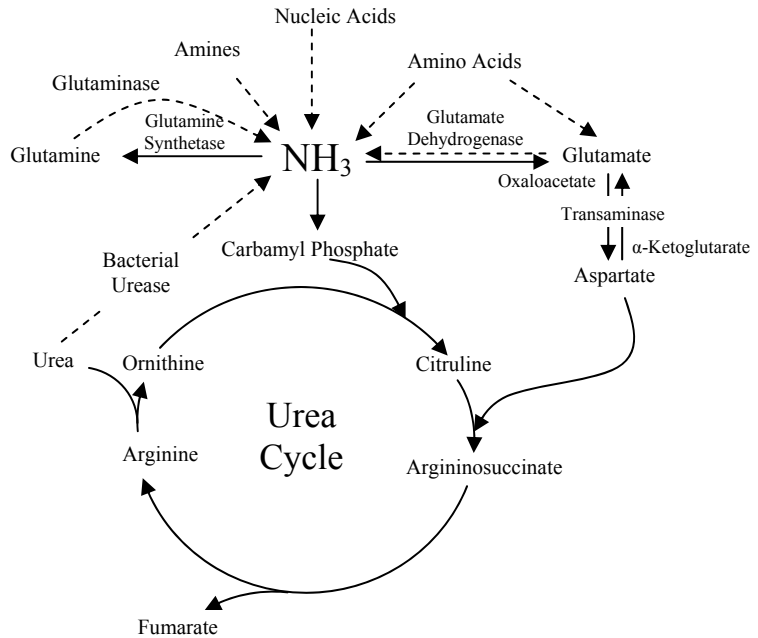 Nucleic Acids
Amines
Amino Acids
Glutaminase
Glutamine
Synthetase
Glutamate
Dehydrogenase
Glutamine
NH₃
Glutamate
Oxaloacetate
Transaminase
Carbamyl Phosphate
α-Ketoglutarate
Bacterial
Urease
Aspartate
Urea
Ornithine
Citruline
Urea
Cycle
Arginine
Argininosuccinate
Fumarate